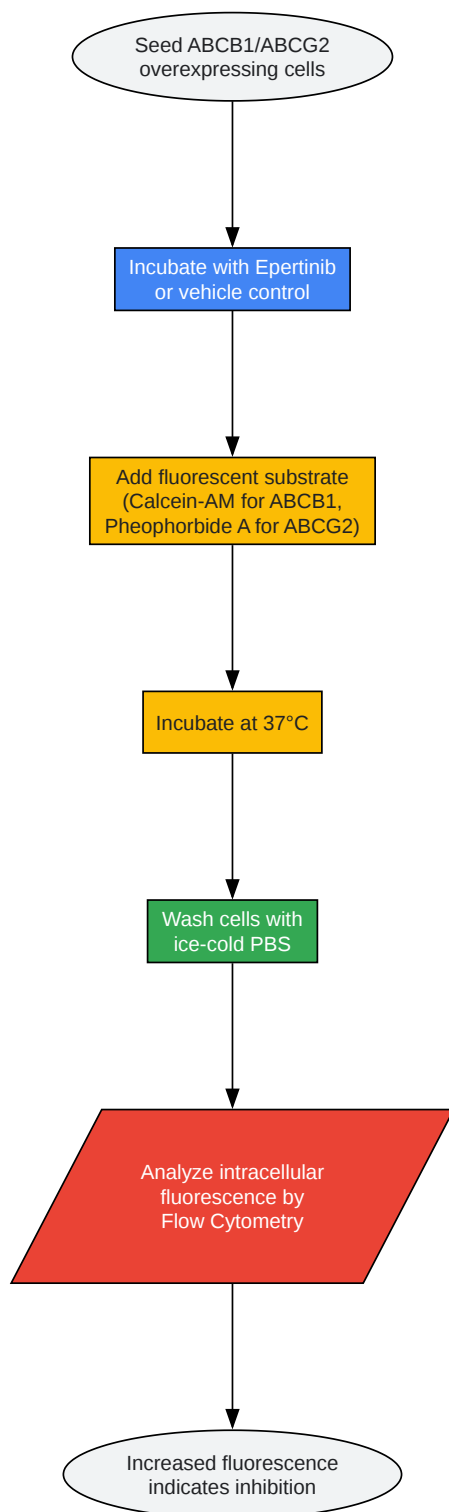 Seed ABCB1/ABCG2
overexpressing cells
Incubate with Epertinib
or vehicle control
Add fluorescent substrate
(Calcein-AM for ABCB1,
Pheophorbide A for ABCG2)
Incubate at 37°C
Wash cells with
ice-cold PBS
Analyze intracellular
fluorescence by
Flow Cytometry
Increased fluorescence
indicates inhibition